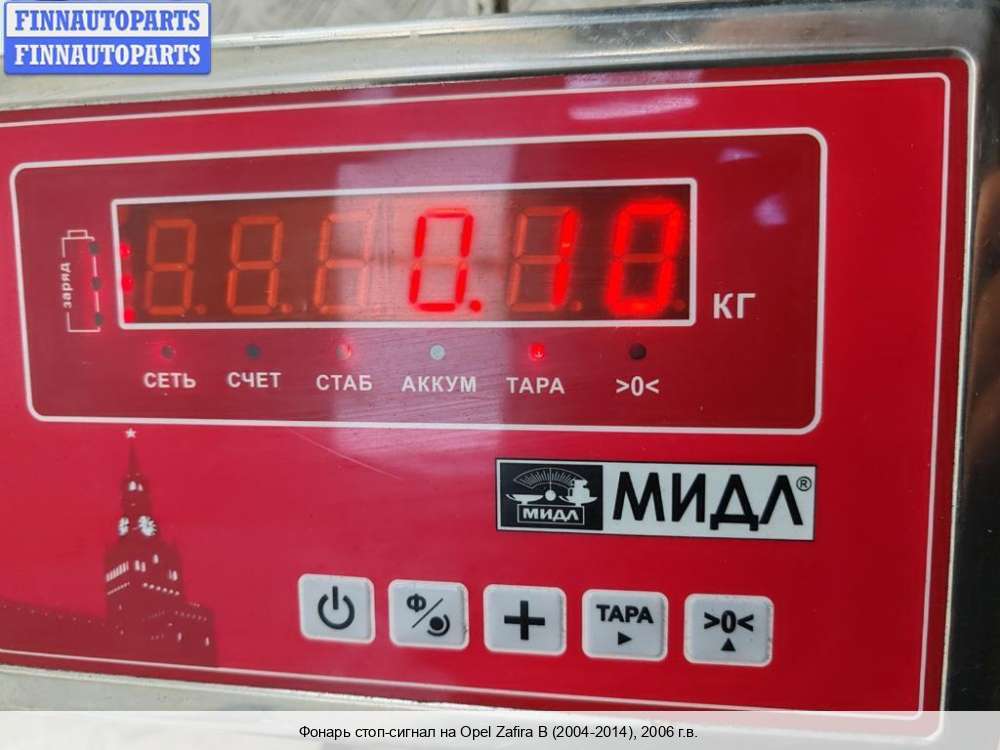 FINNAUTOPARTS
FINNAUTOPARTS
заряд
0.10
КГ
СЕТЬ СЧЕТ СТАБ АККУМ ТАРА >0<
МИДЛ
МИДЛ®
Ф
ТАРА
>0<
Фонарь стоп-сигнал на Opel Zafira B (2004-2014), 2006 г.в.